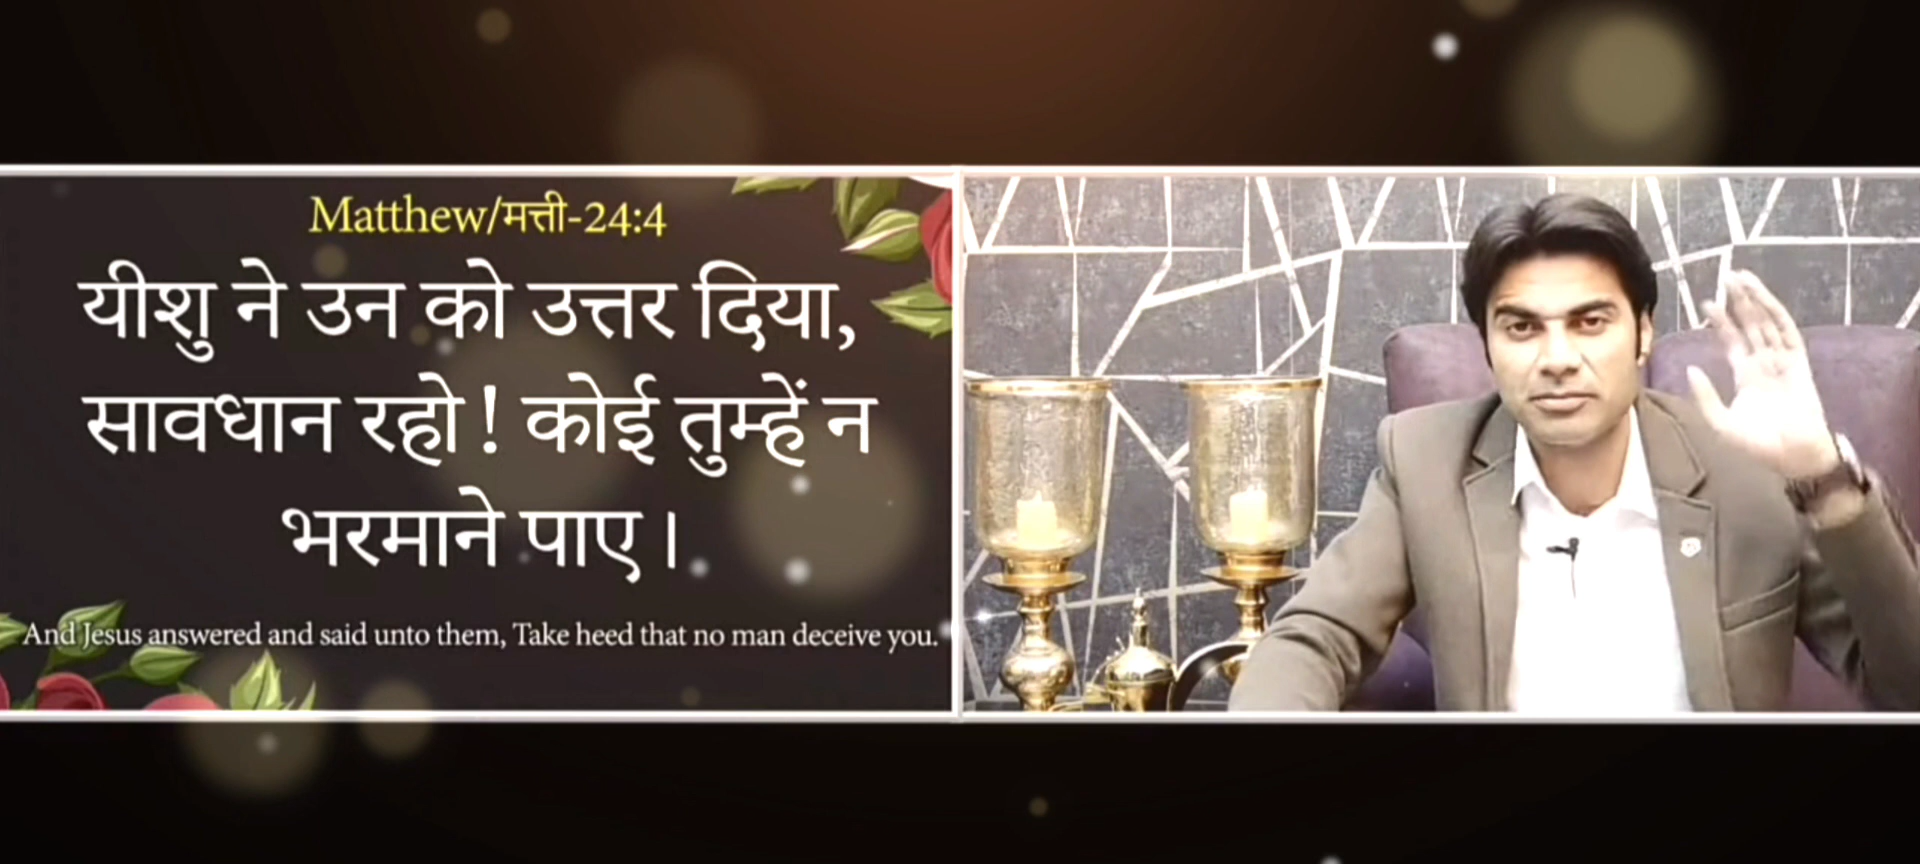 Matthew/मत्ती-24:4
यीशु ने उन को उत्तर दिया,
सावधान रहो! कोई तुम्हें न
भरमाने पाए।
And Jesus answered and said unto them, Take heed that no man deceive you.